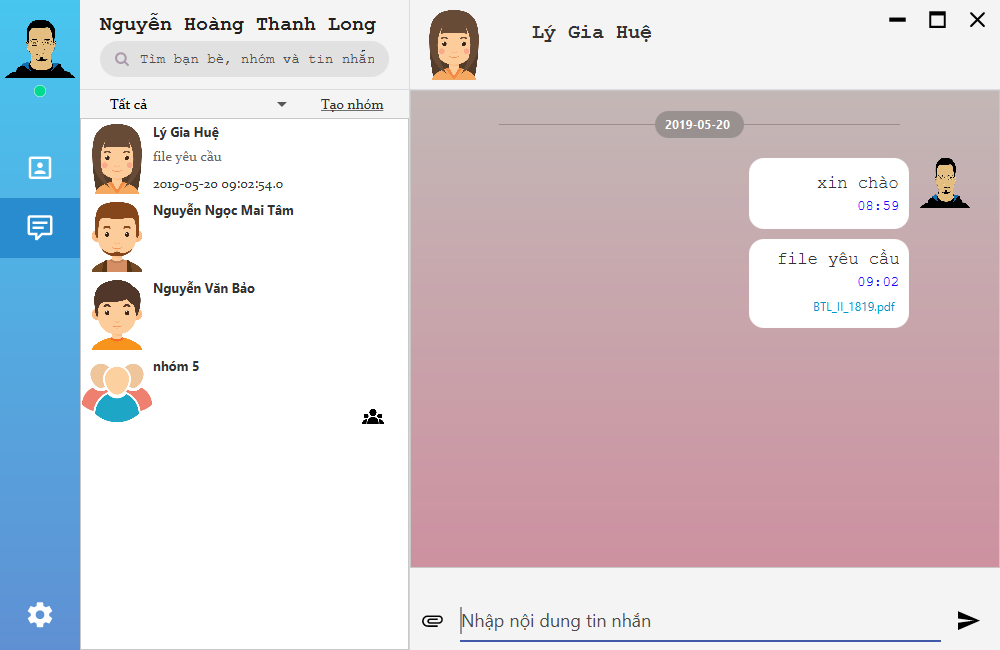 Nguyễn Hoàng Thanh Long
Tìm bạn bè, nhóm và tin nhắn
Tất cả
Tạo nhóm
Lý Gia Huệ
file yêu cầu
2019-05-20 09:02:54.0
Nguyễn Ngọc Mai Tâm
Nguyễn Văn Bảo
nhóm 5
Lý Gia Huệ
2019-05-20
xin chào
08:59
file yêu cầu
09:02
BTL_II_1819.pdf
Nhập nội dung tin nhắn